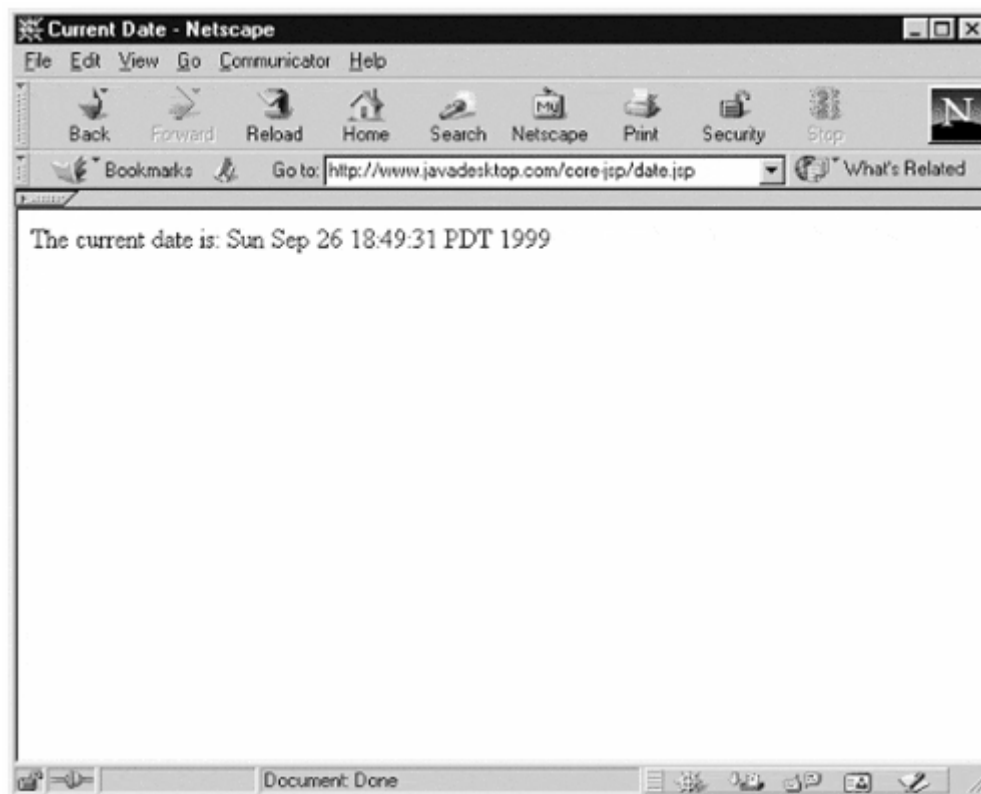 Current Date - Netscape
File Edit View Go Communicator Help
Back Forward Reload Home Search Netscape Print Security Stop
My
N
Bookmarks Go to: http://www.javadesktop.com/core-jsp/date.jsp What's Related
The current date is: Sun Sep 26 18:49:31 PDT 1999
Document: Done